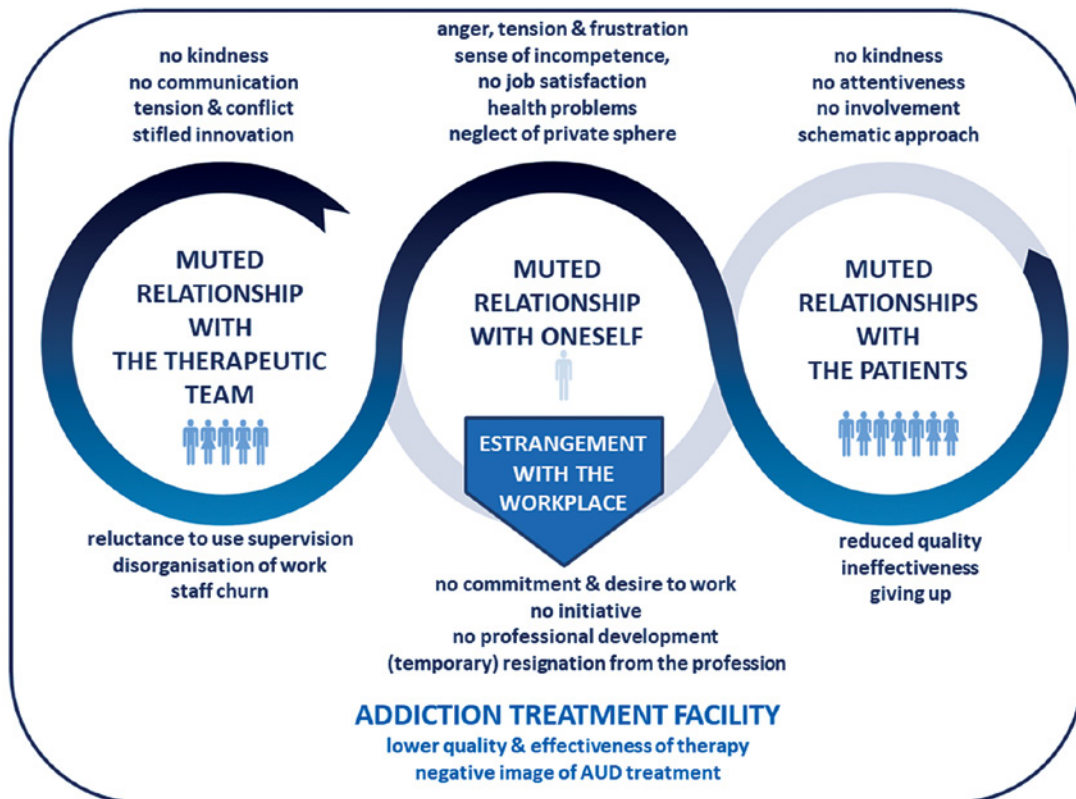 no kindness
no communication
tension & conflict
stifled innovation
anger, tension & frustration
sense of incompetence,
no job satisfaction
health problems
neglect of private sphere
no kindness
no attentiveness
no involvement
schematic approach
MUTED
RELATIONSHIP
WITH
THE THERAPEUTIC
TEAM
MUTED
RELATIONSHIP
WITH ONESELF
MUTED
RELATIONSHIPS
WITH
THE PATIENTS
ESTRANGEMENT
WITH THE
WORKPLACE
reluctance to use supervision
disorganisation of work
staff churn
no commitment & desire to work
no initiative
no professional development
(temporary) resignation from the profession
reduced quality
ineffectiveness
giving up
ADDICTION TREATMENT FACILITY
lower quality & effectiveness of therapy
negative image of AUD treatment